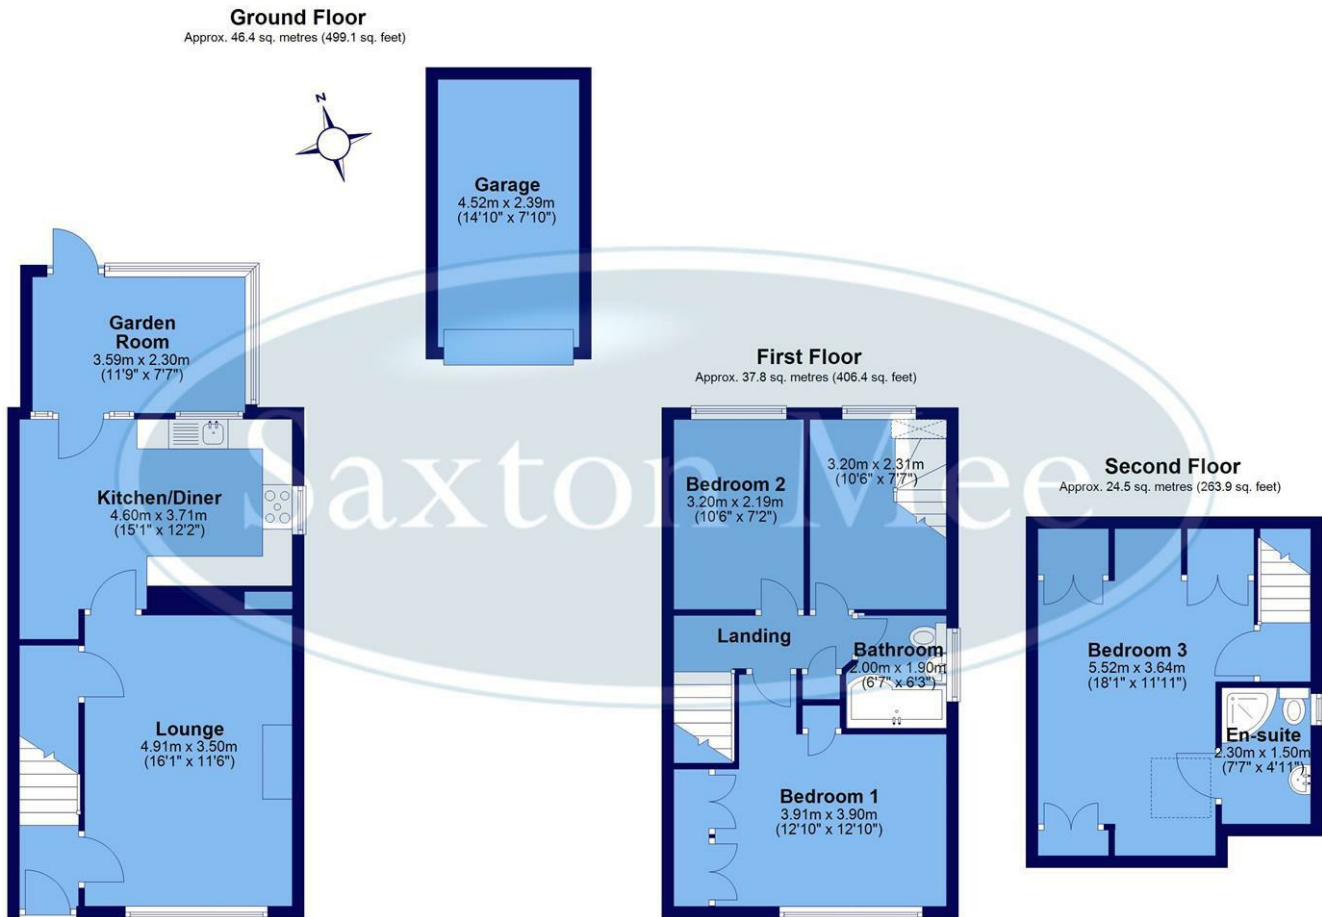 Ground Floor
Approx. 46.4 sq. metres (499.1 sq. feet)
N
Garage
4.52m x 2.39m
(14'10" x 7'10")
Garden
Room
3.59m x 2.30m
(11'9" x 7'7")
Kitchen/Diner
4.60m x 3.71m
(15'1" x 12'2")
Lounge
4.91m x 3.50m
(16'1" x 11'6")
First Floor
Approx. 37.8 sq. metres (406.4 sq. feet)
Bedroom 2
3.20m x 2.19m
(10'6" x 7'2")
3.20m x 2.31m
(10'6" x 7'7")
Landing
Bathroom
2.00m x 1.90m
(6'7" x 6'3")
Bedroom 1
3.91m x 3.90m
(12'10" x 12'10")
Second Floor
Approx. 24.5 sq. metres (263.9 sq. feet)
Bedroom 3
5.52m x 3.64m
(18'1" x 11'11")
En-suite
2.30m x 1.50m
(7'7" x 4'11")
Saxton Mee